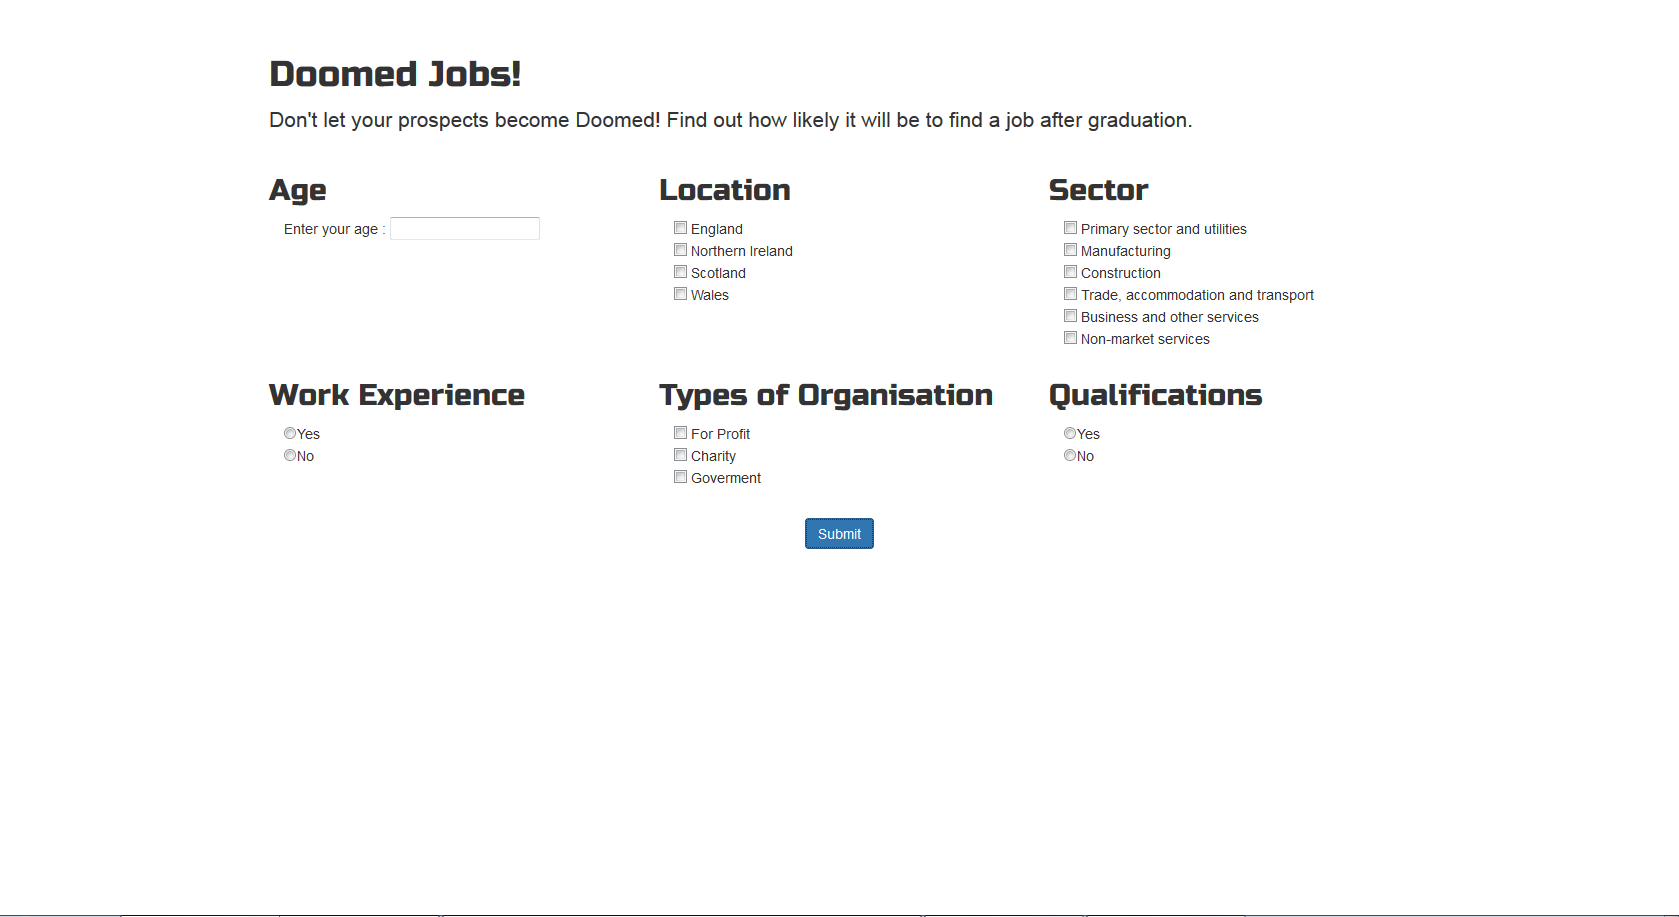 Doomed Jobs!
Don't let your prospects become Doomed! Find out how likely it will be to find a job after graduation.
Age
Enter your age :
Location
England
Northern Ireland
Scotland
Wales
Sector
Primary sector and utilities
Manufacturing
Construction
Trade, accommodation and transport
Business and other services
Non-market services
Work Experience
Yes
No
Types of Organisation
For Profit
Charity
Goverment
Qualifications
Yes
No
Submit